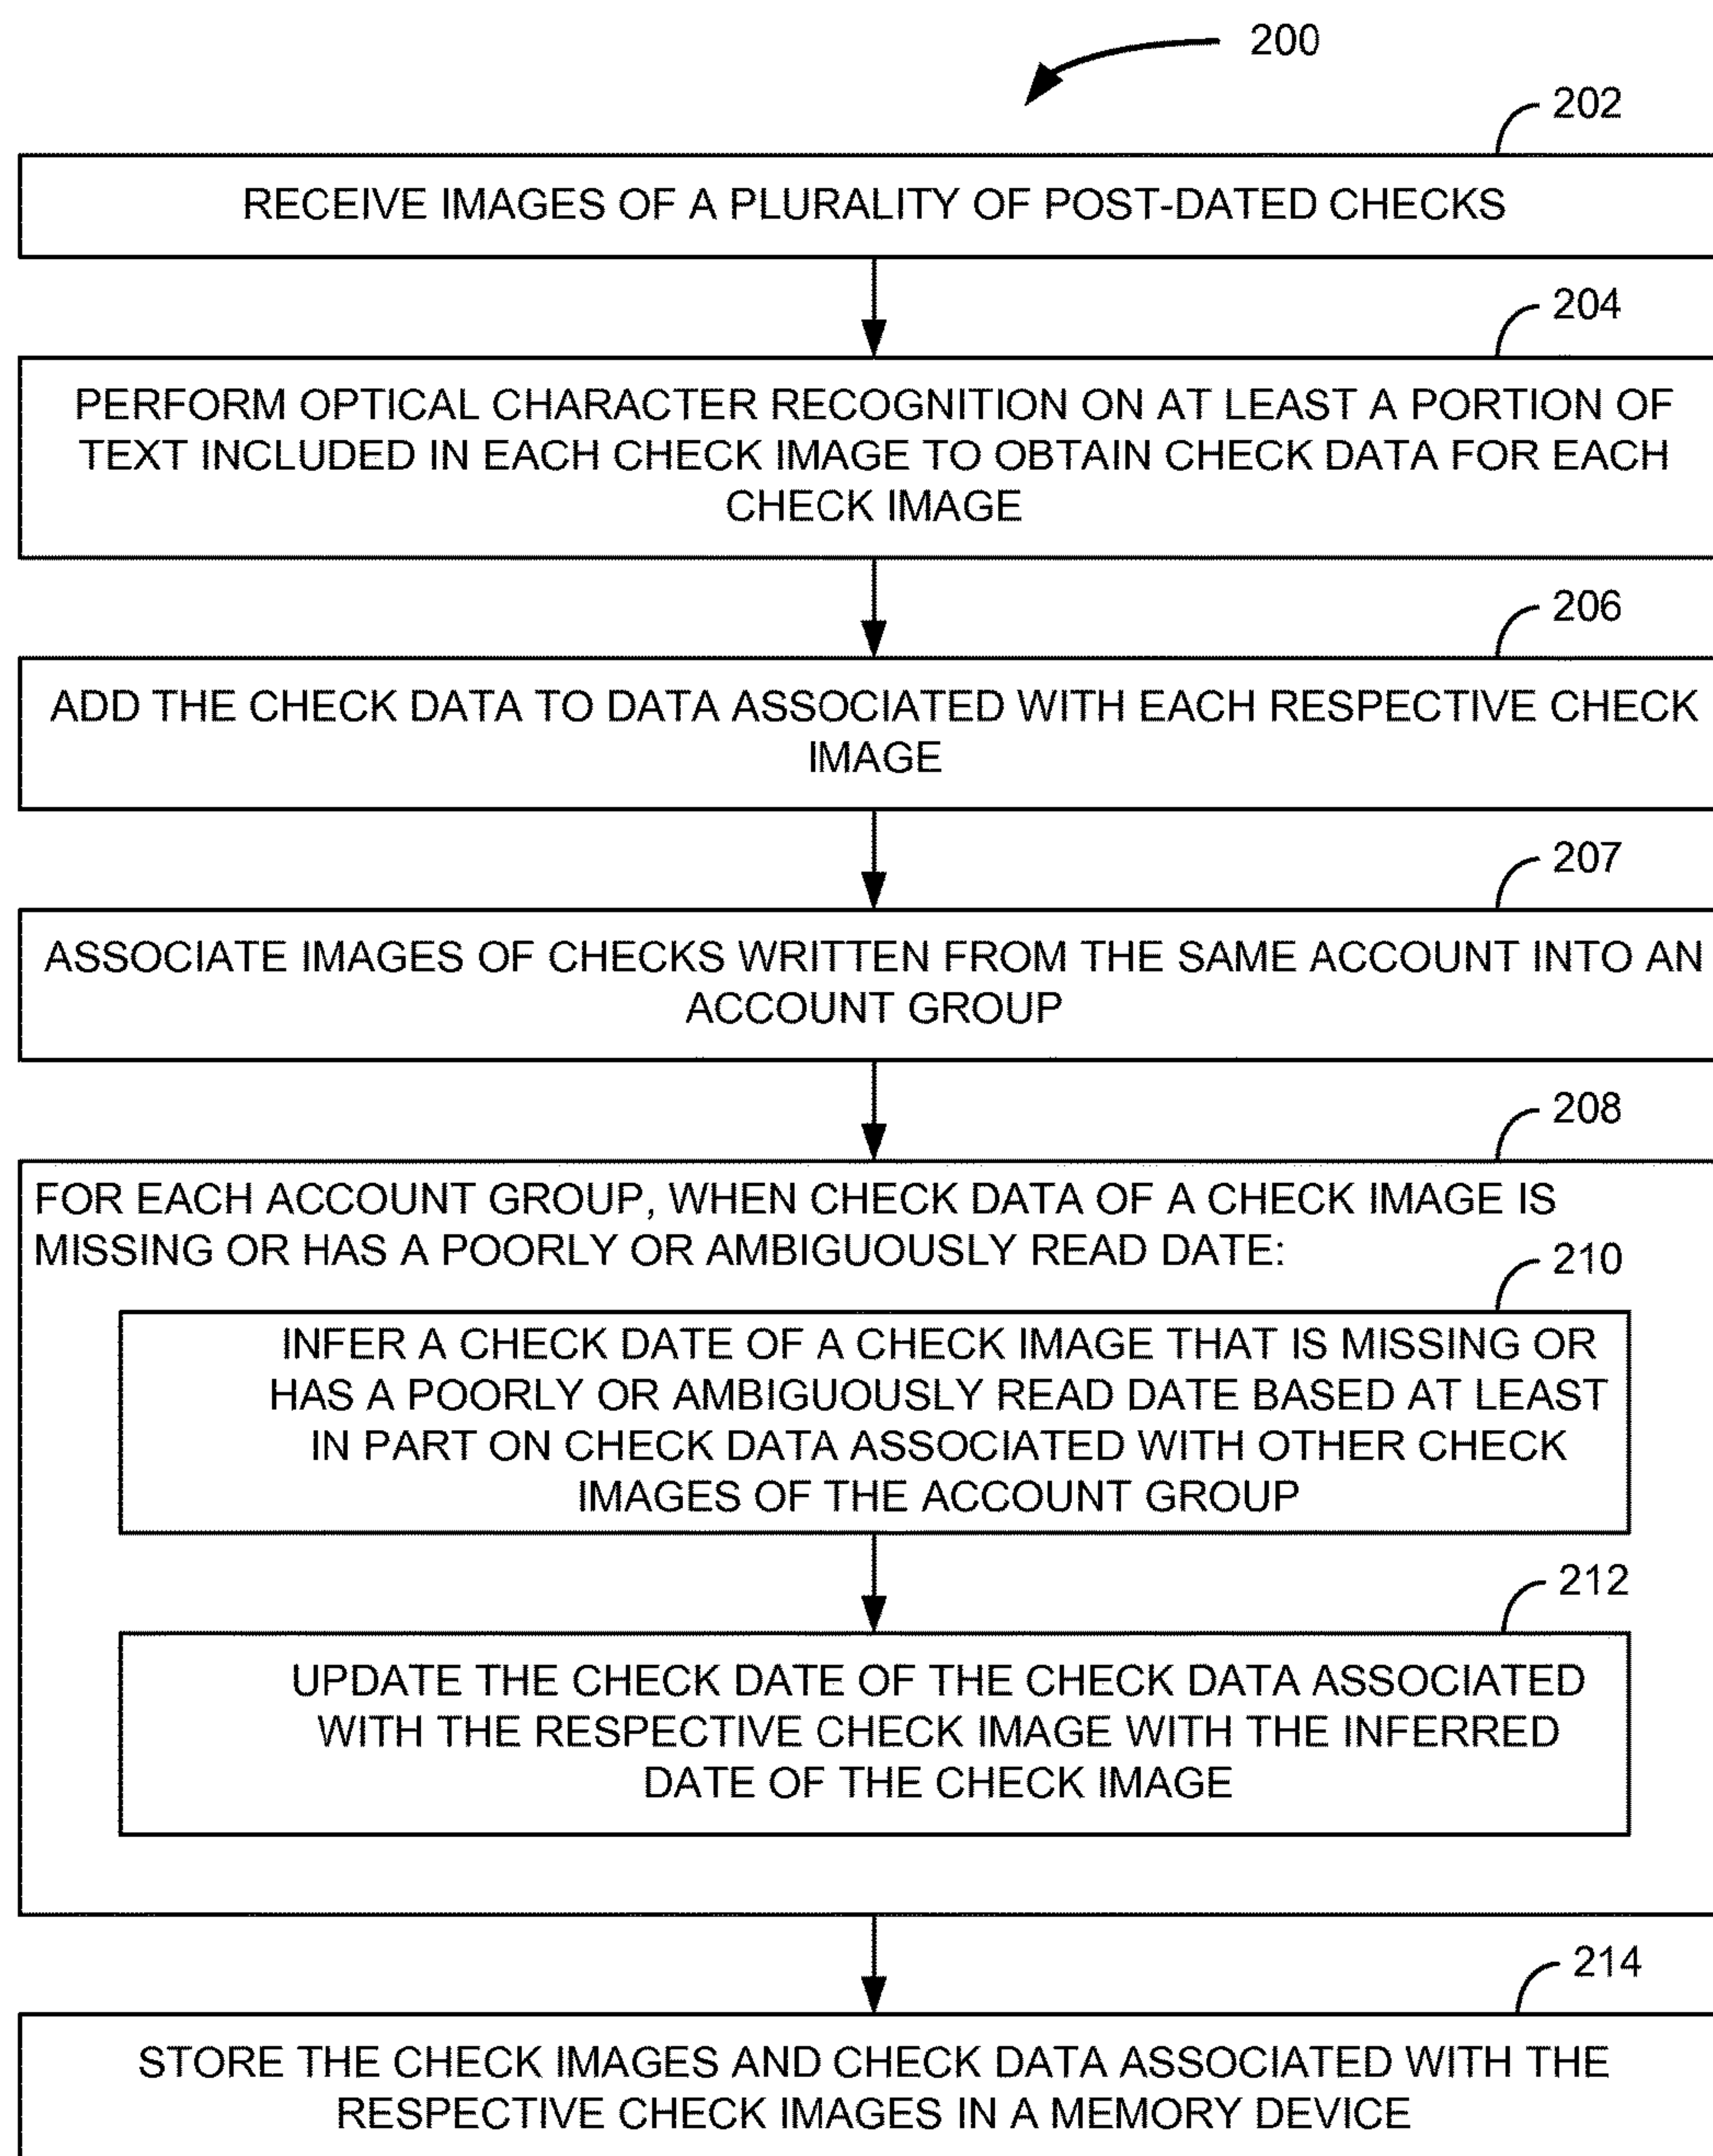 200
202
RECEIVE IMAGES OF A PLURALITY OF POST-DATED CHECKS
204
PERFORM OPTICAL CHARACTER RECOGNITION ON AT LEAST A PORTION OF
TEXT INCLUDED IN EACH CHECK IMAGE TO OBTAIN CHECK DATA FOR EACH
CHECK IMAGE
206
ADD THE CHECK DATA TO DATA ASSOCIATED WITH EACH RESPECTIVE CHECK
IMAGE
207
ASSOCIATE IMAGES OF CHECKS WRITTEN FROM THE SAME ACCOUNT INTO AN
ACCOUNT GROUP
208
FOR EACH ACCOUNT GROUP, WHEN CHECK DATA OF A CHECK IMAGE IS
MISSING OR HAS A POORLY OR AMBIGUOUSLY READ DATE:
210
INFER A CHECK DATE OF A CHECK IMAGE THAT IS MISSING OR
HAS A POORLY OR AMBIGUOUSLY READ DATE BASED AT LEAST
IN PART ON CHECK DATA ASSOCIATED WITH OTHER CHECK
IMAGES OF THE ACCOUNT GROUP
212
UPDATE THE CHECK DATE OF THE CHECK DATA ASSOCIATED
WITH THE RESPECTIVE CHECK IMAGE WITH THE INFERRED
DATE OF THE CHECK IMAGE
214
STORE THE CHECK IMAGES AND CHECK DATA ASSOCIATED WITH THE
RESPECTIVE CHECK IMAGES IN A MEMORY DEVICE